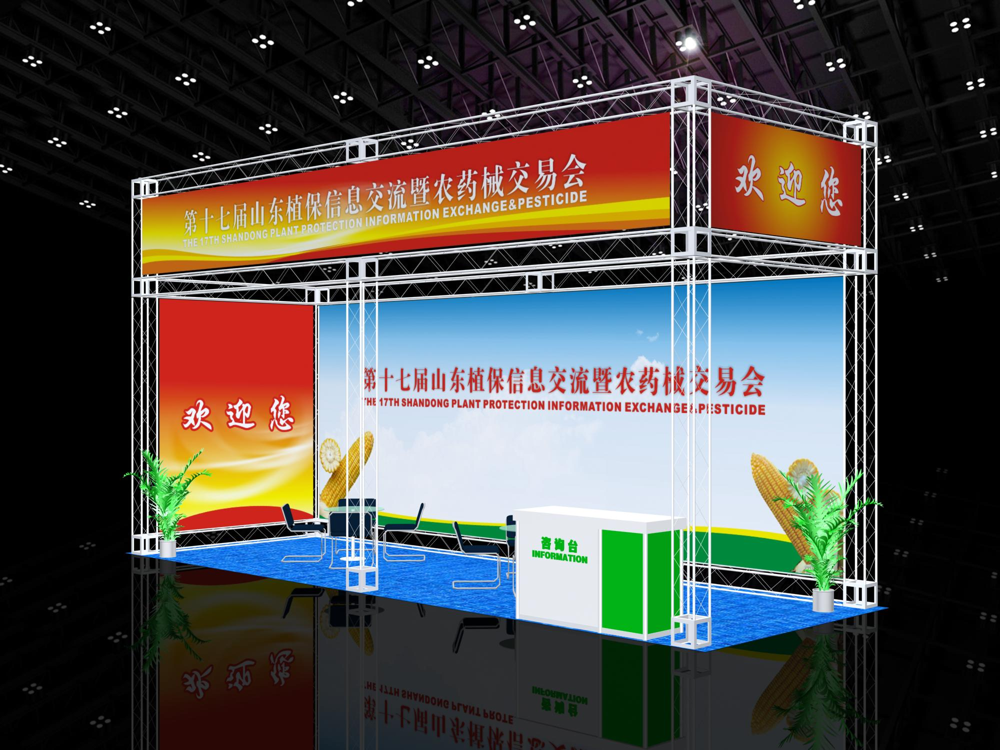 第十七届山东植保信息交流暨农药械交易会
THE 17TH SHANDONG PLANT PROTECTION INFORMATION EXCHANGE&PESTICIDE
欢迎您
欢迎您
第十七届山东植保信息交流暨农药械交易会
THE 17TH SHANDONG PLANT PROTECTION INFORMATION EXCHANGE&PESTICIDE
咨询台
INFORMATION